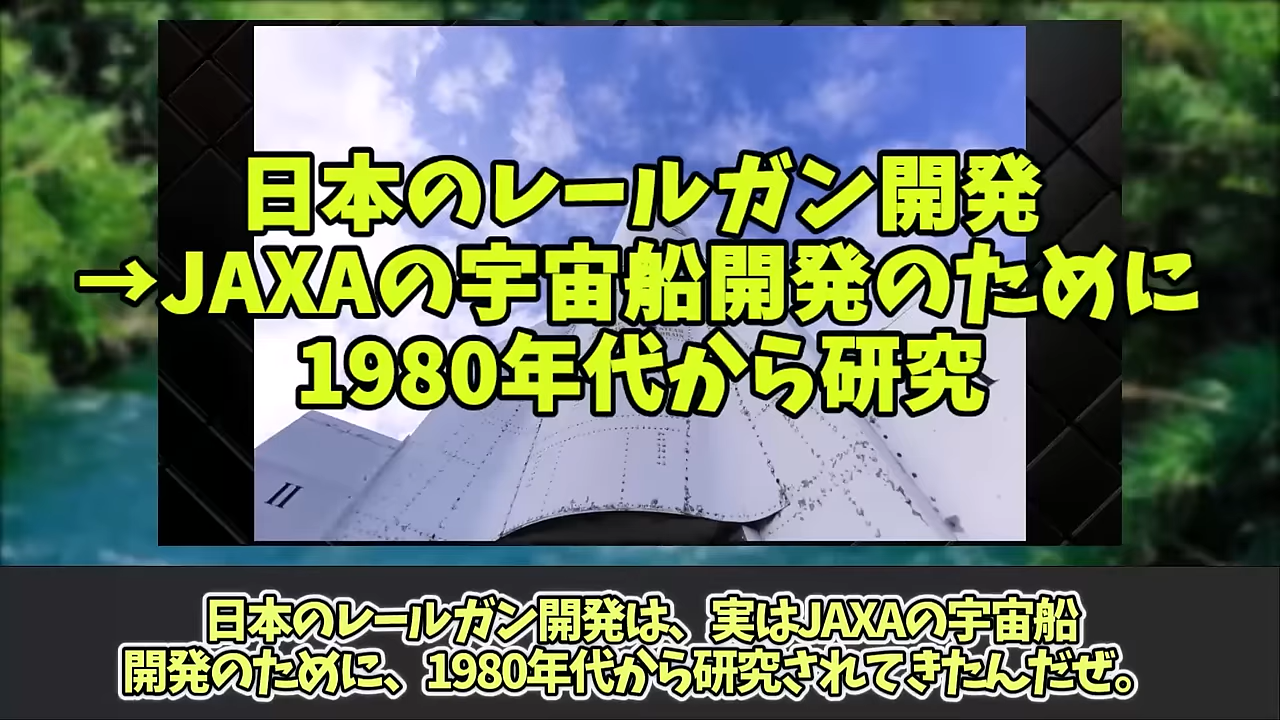 日本のレールガン開発
→JAXAの宇宙船開発のために
1980年代から研究
II
日本のレールガン開発は、実はJAXAの宇宙船
開発のために、1980年代から研究されてきたんだぜ。